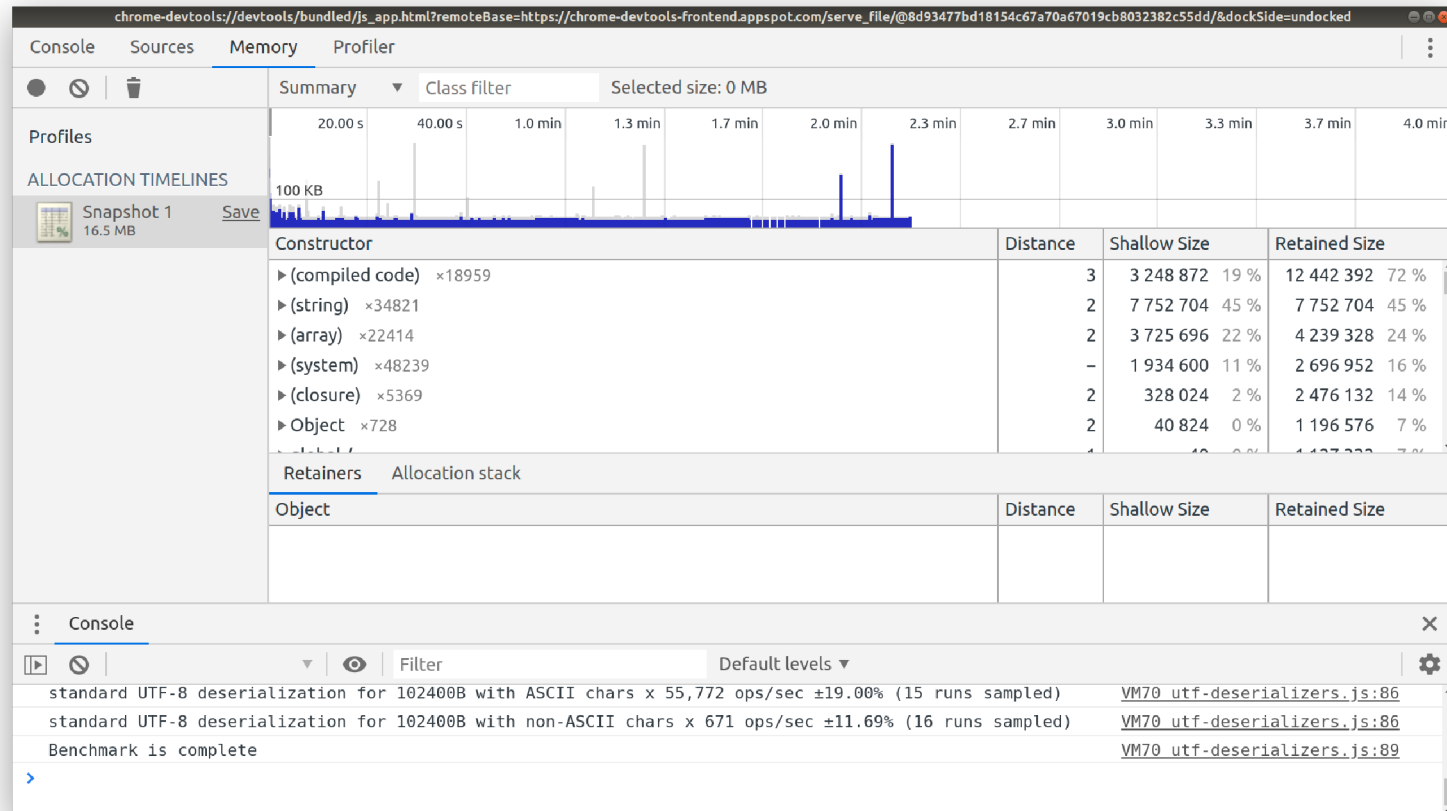 chrome-devtools://devtools/bundled/js_app.html?remoteBase=https://chrome-devtools-frontend.appspot.com/serve_file/@8d93477bd18154c67a70a67019cb8032382c55dd/&dockSide=undocked
Console Sources Memory Profiler
Summary ▼ Class filter Selected size: 0 MB
Profiles
ALLOCATION TIMELINES
Snapshot 1 Save
16.5 MB
20.00 s 40.00 s 1.0 min 1.3 min 1.7 min 2.0 min 2.3 min 2.7 min 3.0 min 3.3 min 3.7 min 4.0 min
100 KB
Constructor Distance Shallow Size Retained Size
(compiled code) ×18959 3 3 248 872 19 % 12 442 392 72 %
(string) ×34821 2 7 752 704 45 % 7 752 704 45 %
(array) ×22414 2 3 725 696 22 % 4 239 328 24 %
(system) ×48239 – 1 934 600 11 % 2 696 952 16 %
(closure) ×5369 2 328 024 2 % 2 476 132 14 %
Object ×728 2 40 824 0 % 1 196 576 7 %
Retainers Allocation stack
Object Distance Shallow Size Retained Size
Console
Filter Default levels ▼
standard UTF-8 deserialization for 102400B with ASCII chars x 55,772 ops/sec ±19.00% (15 runs sampled) VM70 utf-deserializers.js:86
standard UTF-8 deserialization for 102400B with non-ASCII chars x 671 ops/sec ±11.69% (16 runs sampled) VM70 utf-deserializers.js:86
Benchmark is complete VM70 utf-deserializers.js:89